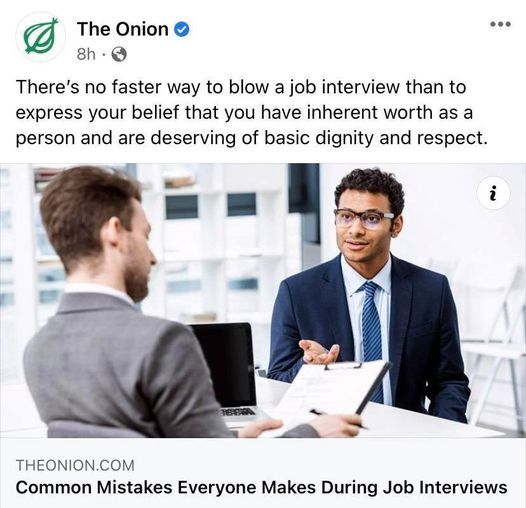 The Onion
8h ·
There's no faster way to blow a job interview than to
express your belief that you have inherent worth as a
person and are deserving of basic dignity and respect.
i
THEONION.COM
Common Mistakes Everyone Makes During Job Interviews